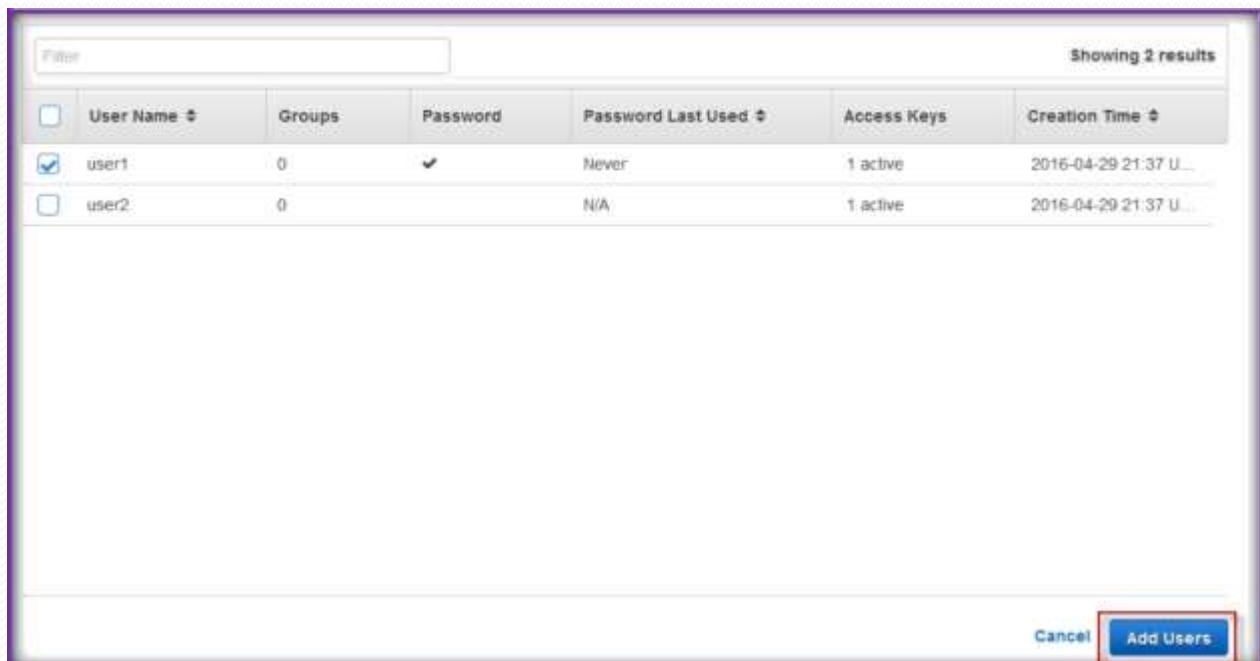 Filter
Showing 2 results
User Name Groups Password Password Last Used Access Keys Creation Time
user1 0 Never 1 active 2016-04-29 21:37 U...
user2 0 N/A 1 active 2016-04-29 21:37 U...
Cancel Add Users